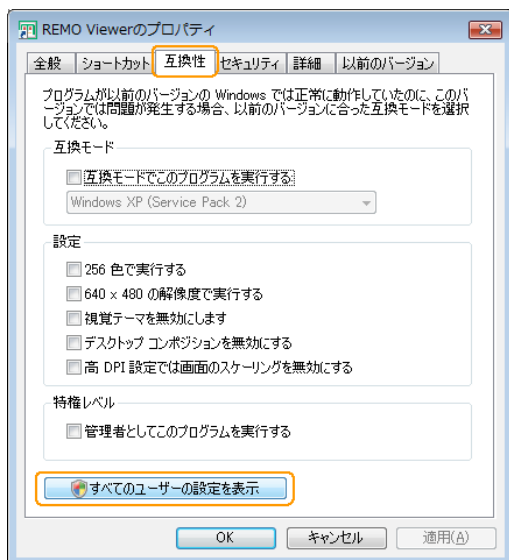 REMO Viewerのプロパティ
全般 ショートカット 互換性 セキュリティ 詳細 以前のバージョン
プログラムが以前のバージョンの Windows では正常に動作していたのに、このバ
ージョンでは問題が発生する場合、以前のバージョンに合った互換モードを選択
してください。
互換モード
互換モードでこのプログラムを実行する
Windows XP (Service Pack 2)
設定
256 色で実行する
640 x 480 の解像度で実行する
視覚テーマを無効にします
デスクトップ コンポジションを無効にする
高 DPI 設定では画面のスケーリングを無効にする
特権レベル
管理者としてこのプログラムを実行する
すべてのユーザーの設定を表示
OK キャンセル 適用(A)